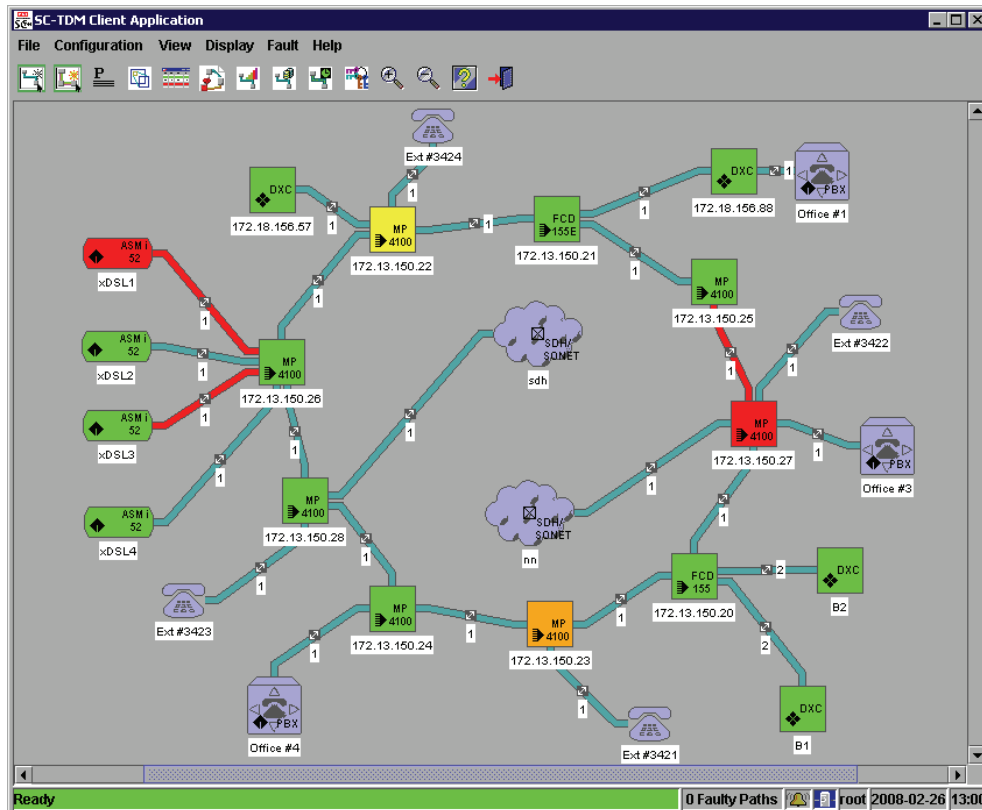 SC-TDM Client Application
File Configuration View Display Fault Help
P
Ext #3424
DXC
172.18.156.57
1
1
MP
4100
172.13.150.22
1
FCD
155E
172.13.150.21
1
DXC
172.18.156.88
1
PBX
Office #1
1
MP
4100
172.13.150.25
ASMi
52
xDSL1
1
1
ASMi
52
xDSL2
1
MP
4100
172.13.150.26
SDH/
SONET
sdh
1
Ext #3422
1
1
ASMi
52
xDSL3
1
1
1
MP
4100
172.13.150.27
1
PBX
Office #3
ASMi
52
xDSL4
1
MP
4100
172.13.150.28
SDH/
SONET
nn
1
1
1
1
Ext #3423
MP
4100
172.13.150.24
1
MP
4100
172.13.150.23
1
FCD
155
172.13.150.20
2
DXC
B2
2
1
PBX
Office #4
1
Ext #3421
DXC
B1
Ready
0 Faulty Paths
root
2008-02-26
13:00